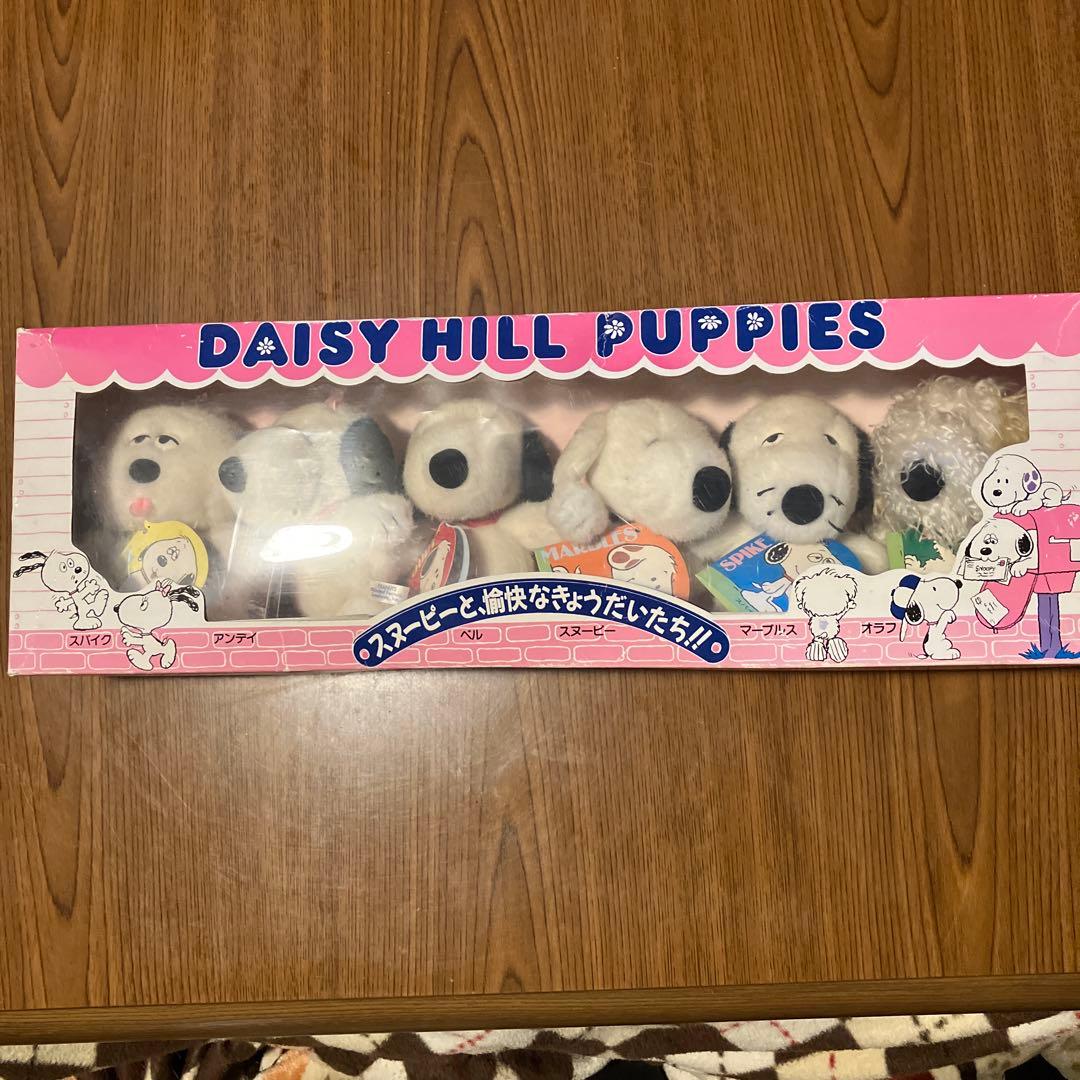 DAISY HILL PUPPIES
MARBLES
SPIKE
SNOOPY
スヌーピーと、愉快なきょうだいたち!!
スパイク
アンディ
ベル
スヌーピー
マーブルス
オラフ